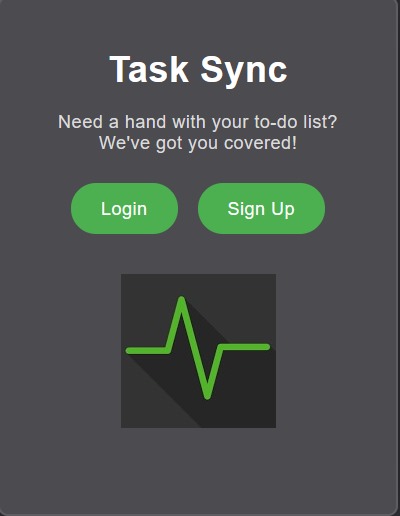 Task Sync
Need a hand with your to-do list?
We've got you covered!
Login
Sign Up